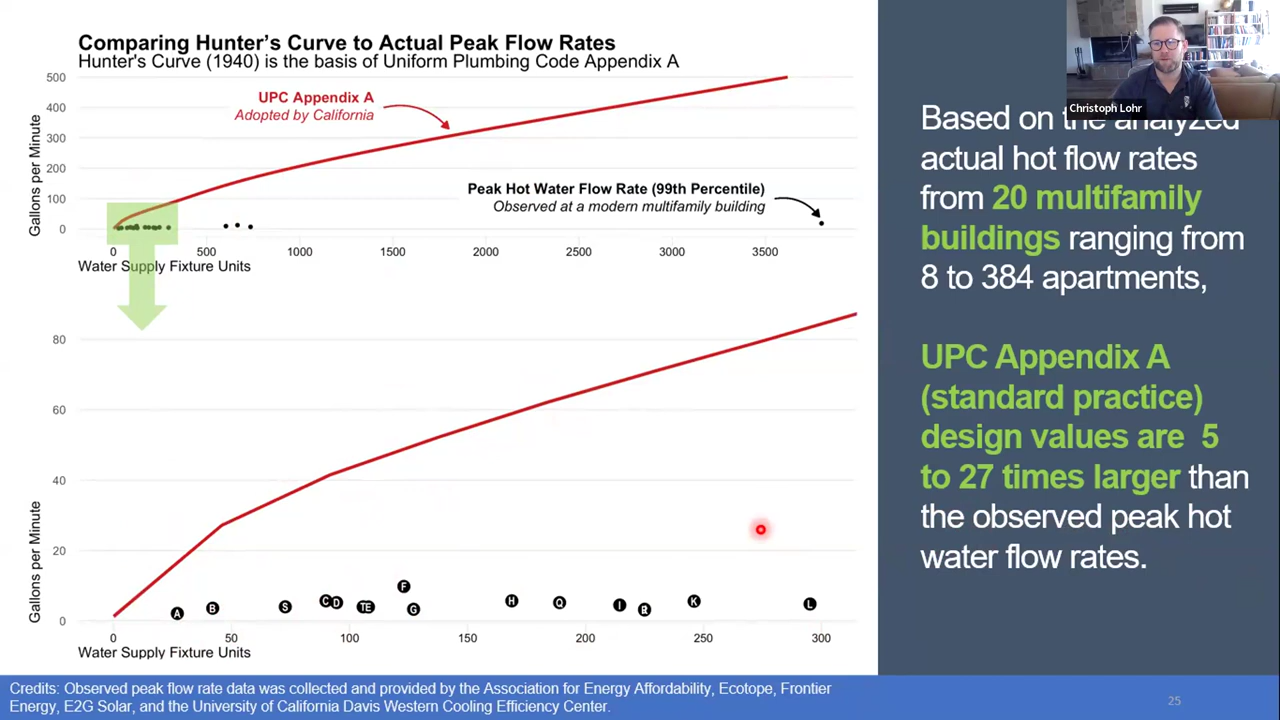 Comparing Hunter's Curve to Actual Peak Flow Rates
Hunter's Curve (1940) is the basis of Uniform Plumbing Code Appendix A
Gallons per Minute
500
400
300
200
100
0
UPC Appendix A
Adopted by California
Peak Hot Water Flow Rate (99th Percentile)
Observed at a modern multifamily building
0 500 1000 1500 2000 2500 3000 3500
Water Supply Fixture Units
Gallons per Minute
80
60
40
20
0
A B S C D T E F G H Q I R K L
0 50 100 150 200 250 300
Water Supply Fixture Units
Christoph Lohr
Based on the analyzed
actual hot flow rates
from 20 multifamily
buildings ranging from
8 to 384 apartments,
UPC Appendix A
(standard practice)
design values are 5
to 27 times larger than
the observed peak hot
water flow rates.
Credits: Observed peak flow rate data was collected and provided by the Association for Energy Affordability, Ecotope, Frontier
Energy, E2G Solar, and the University of California Davis Western Cooling Efficiency Center.
25